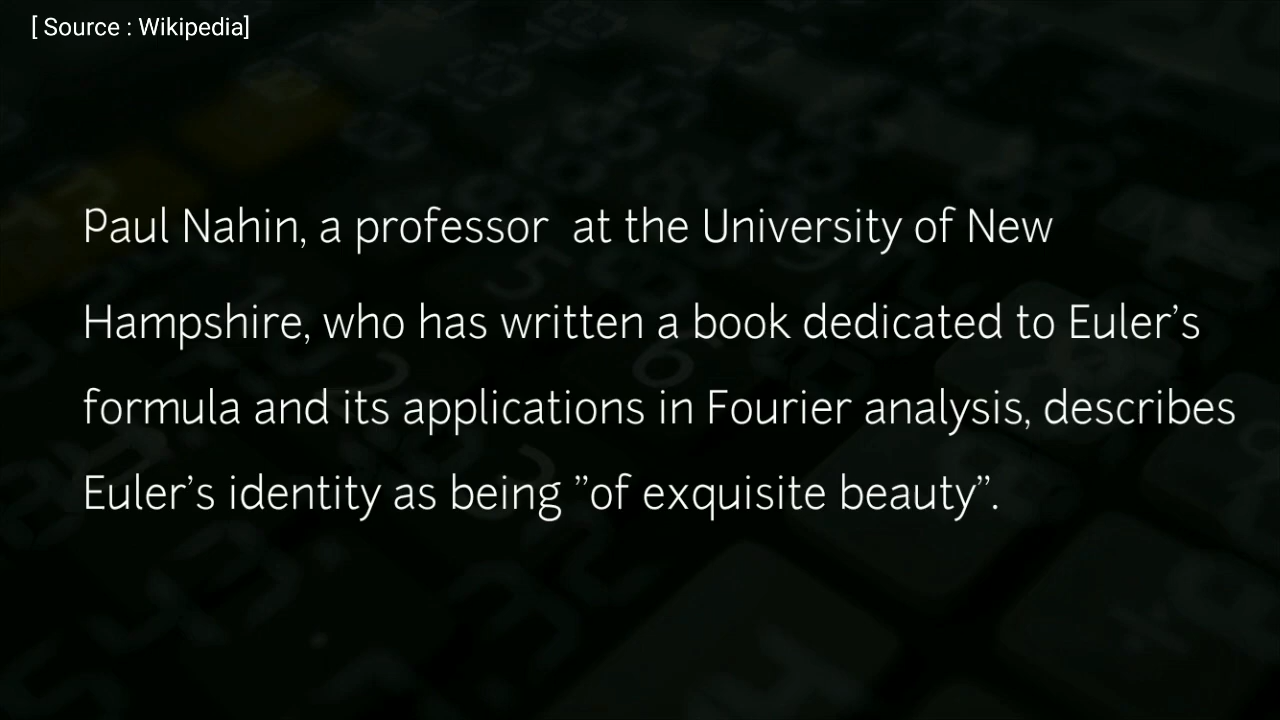 [ Source : Wikipedia]
Paul Nahin, a professor  at the University of New
Hampshire, who has written a book dedicated to Euler’s
formula and its applications in Fourier analysis, describes
Euler’s identity as being ”of exquisite beauty”.